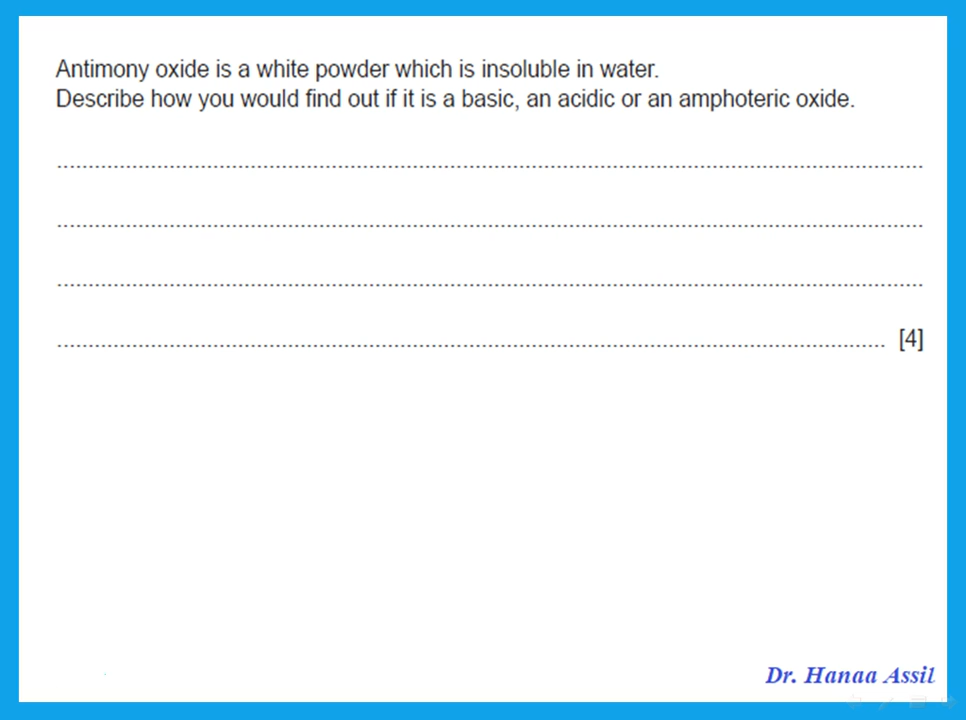 Antimony oxide is a white powder which is insoluble in water.
Describe how you would find out if it is a basic, an acidic or an amphoteric oxide.
..........................................................................................................................................
..........................................................................................................................................
..........................................................................................................................................
.................................................................................................................................... [4]
Dr. Hanaa Assil